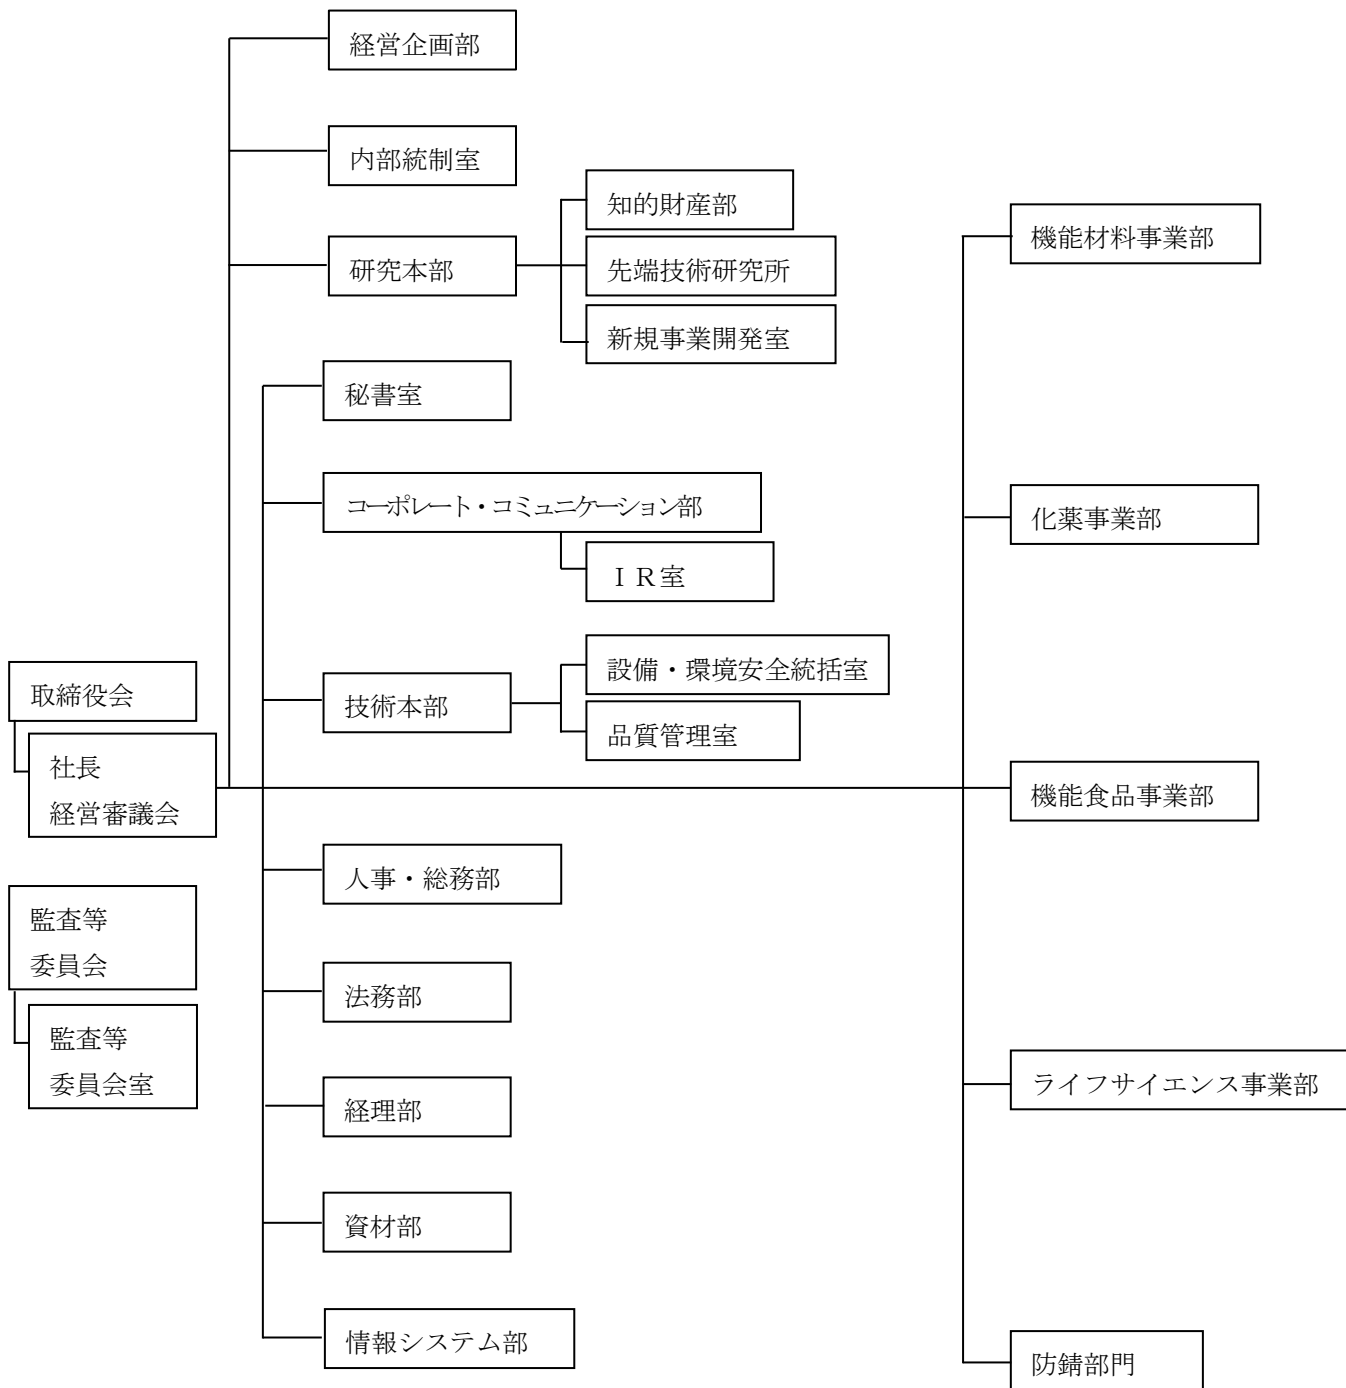 経営企画部
内部統制室
研究本部
知的財産部
先端技術研究所
新規事業開発室
秘書室
コーポレート・コミュニケーション部
ＩＲ室
技術本部
設備・環境安全統括室
品質管理室
取締役会
社長
経営審議会
人事・総務部
監査等
委員会
監査等
委員会室
法務部
経理部
資材部
情報システム部
機能材料事業部
化薬事業部
機能食品事業部
ライフサイエンス事業部
防錆部門